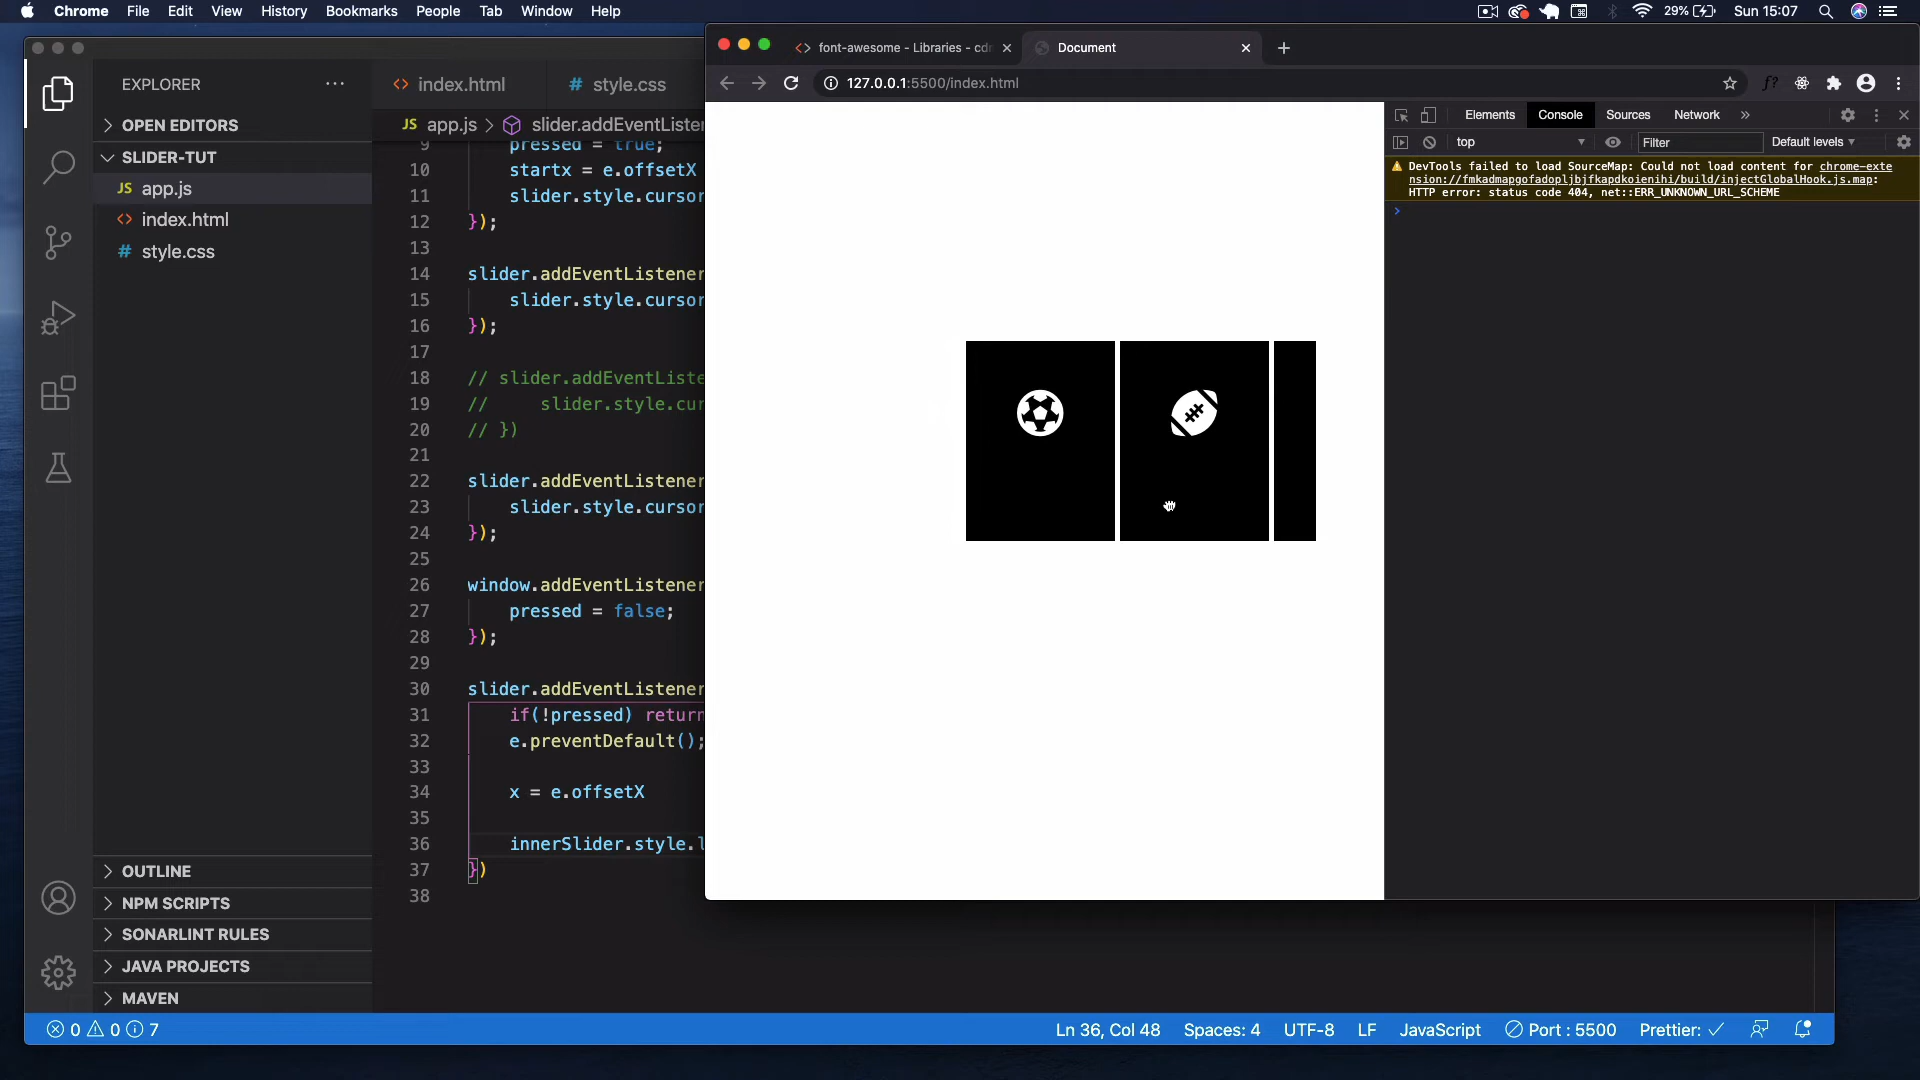 Chrome File Edit View History Bookmarks People Tab Window Help
29% Sun 15:07
EXPLORER
OPEN EDITORS
SLIDER-TUT
JS app.js
<> index.html
# style.css
OUTLINE
NPM SCRIPTS
SONARLINT RULES
JAVA PROJECTS
MAVEN
<> index.html # style.css
JS app.js > slider.addEventListe
9 pressed = true;
10 startx = e.offsetX
11 slider.style.cursor
12 });
13
14 slider.addEventListener
15 slider.style.cursor
16 });
17
18 // slider.addEventListe
19 // slider.style.cur
20 // })
21
22 slider.addEventListener
23 slider.style.cursor
24 });
25
26 window.addEventListener
27 pressed = false;
28 });
29
30 slider.addEventListener
31 if(!pressed) return
32 e.preventDefault();
33
34 x = e.offsetX
35
36 innerSlider.style.l
37 })
38
<> font-awesome - Libraries - cdn
Document
127.0.0.1:5500/index.html
f?
Elements Console Sources Network »
top Filter Default levels
DevTools failed to load SourceMap: Could not load content for chrome-exte
nsion://fmkadmapgofadopljbjfkapdkoienihi/build/injectGlobalHook.js.map:
HTTP error: status code 404, net::ERR_UNKNOWN_URL_SCHEME
>
0 0 7 Ln 36, Col 48 Spaces: 4 UTF-8 LF JavaScript Port : 5500 Prettier: ✓